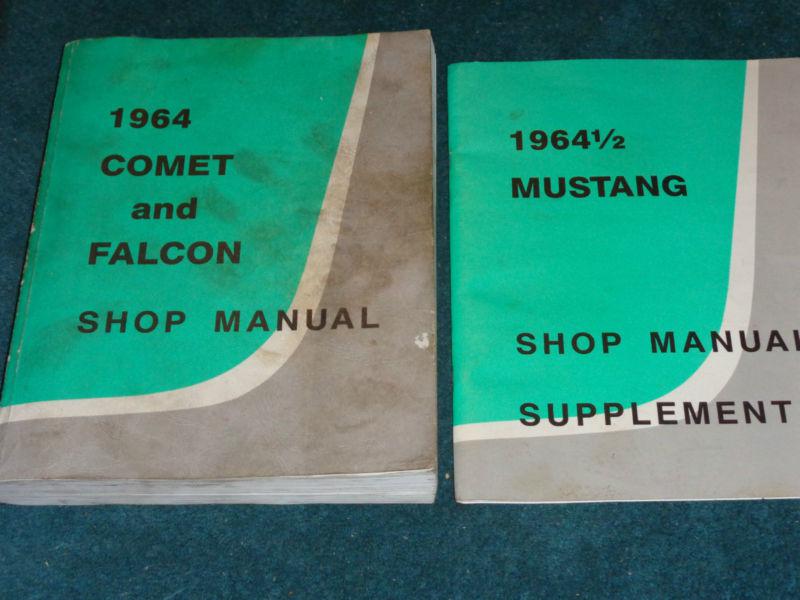 1964
COMET
and
FALCON
SHOP MANUAL
1964½
MUSTANG
SHOP MANUAL
SUPPLEMENT